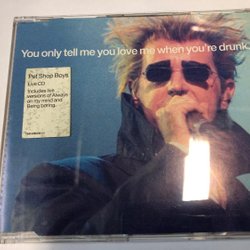 You only tell me you love me when you're drunk.
Pet Shop Boys
Live CD
Includes live
versions of Always
on my mind and
Being boring.